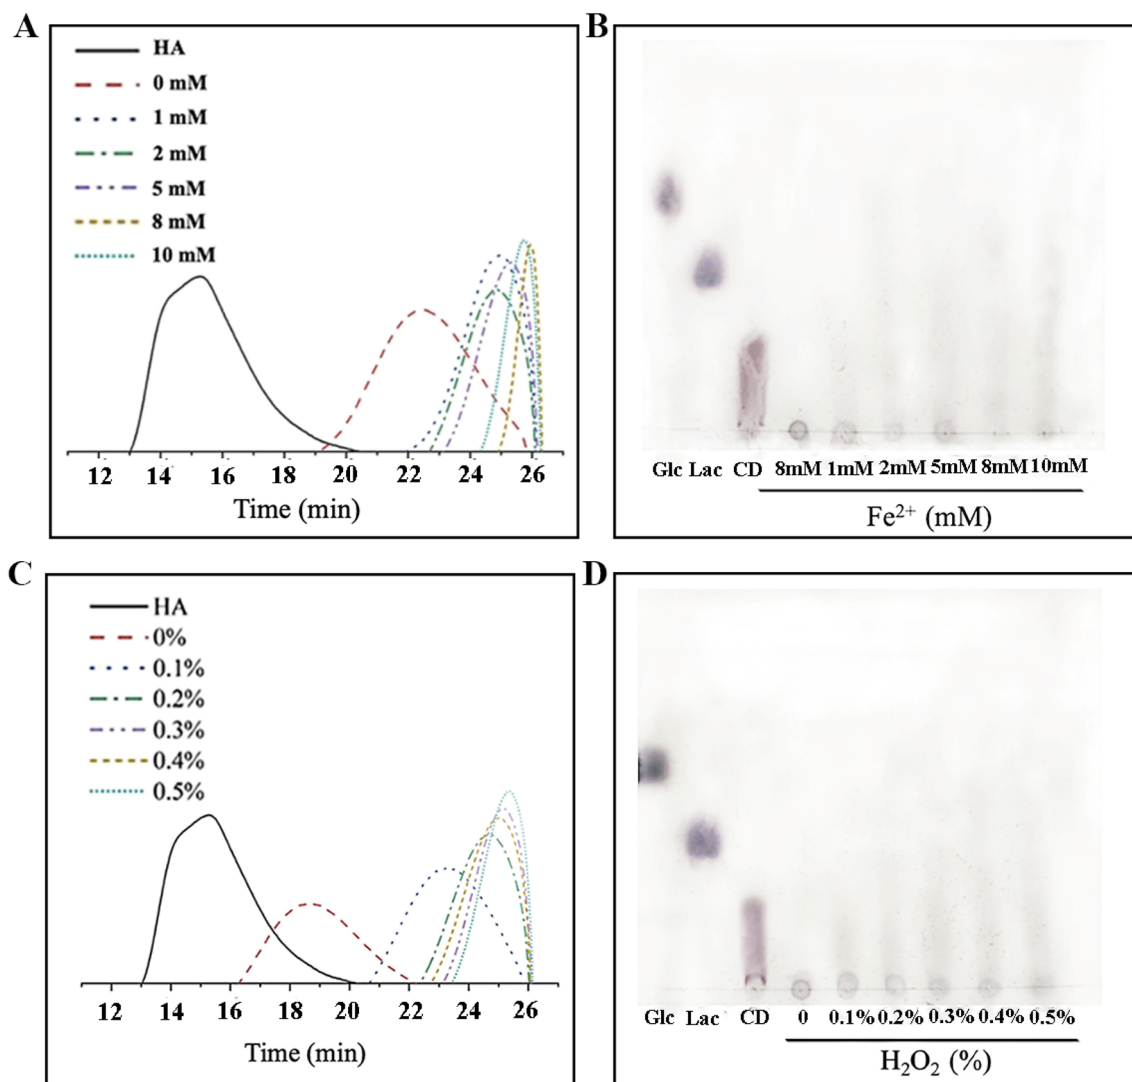 A
HA
0 mM
1 mM
2 mM
5 mM
8 mM
10 mM
12 14 16 18 20 22 24 26
Time (min)
B
Glc Lac CD 8mM 1mM 2mM 5mM 8mM 10mM
Fe²⁺ (mM)
C
HA
0%
0.1%
0.2%
0.3%
0.4%
0.5%
12 14 16 18 20 22 24 26
Time (min)
D
Glc Lac CD 0 0.1% 0.2% 0.3% 0.4% 0.5%
H₂O₂ (%)